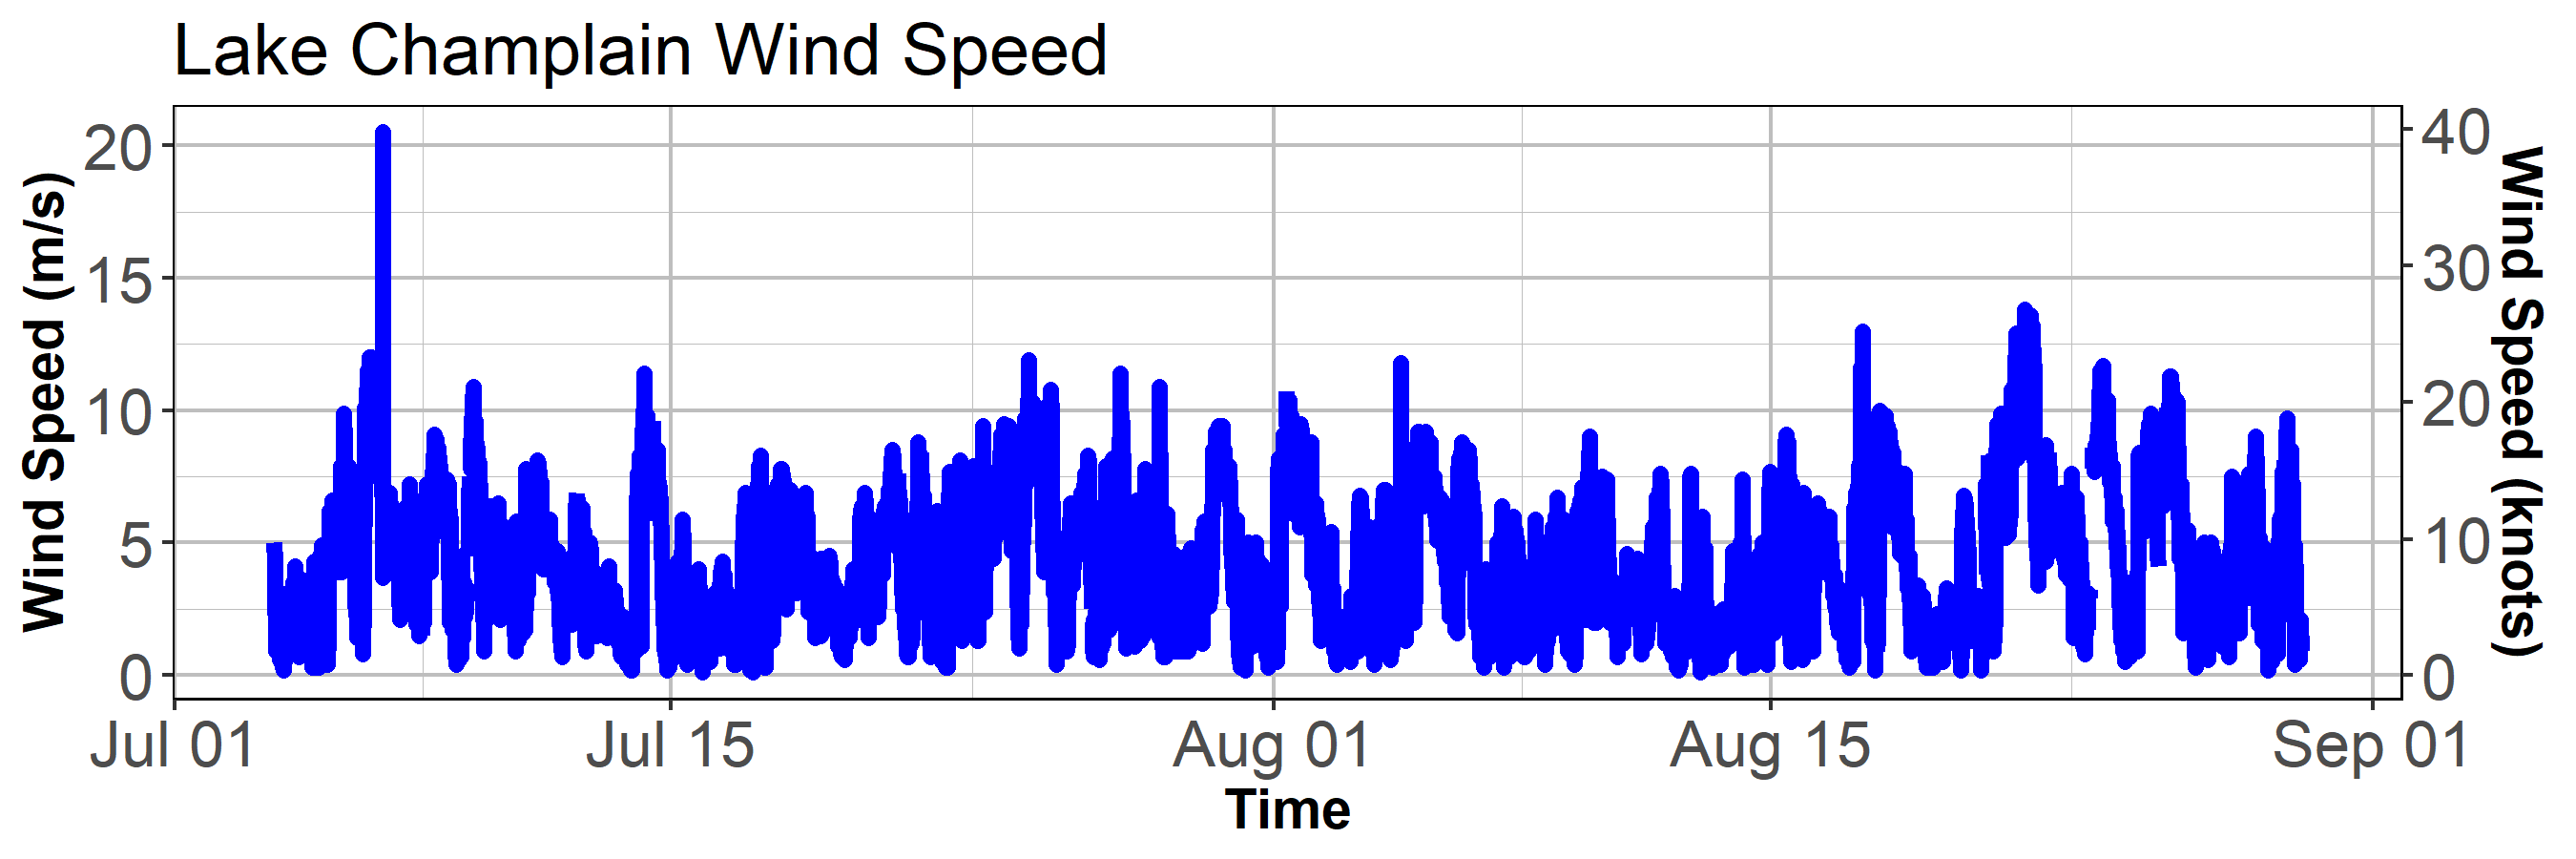 Lake Champlain Wind Speed
Wind Speed (m/s)
20
15
10
5
0
40
30
20
10
0
Wind Speed (knots)
Jul 01
Jul 15
Aug 01
Aug 15
Sep 01
Time